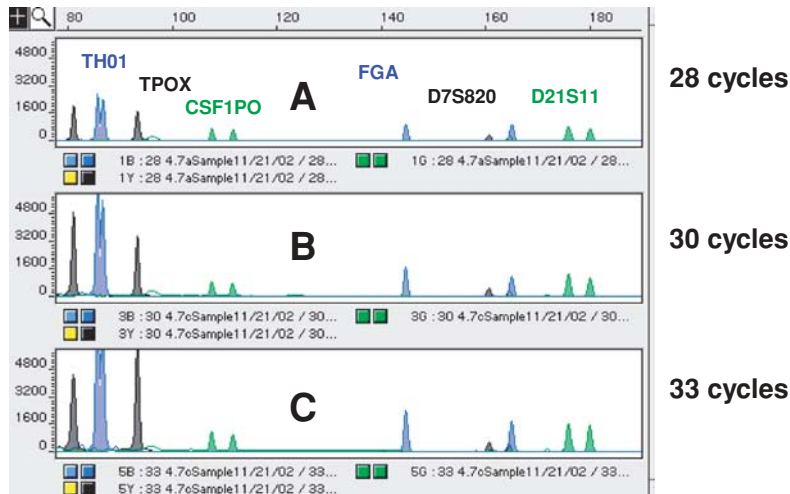 80 100 120 140 160 180
4800
3200
1600
0
TH01
TPOX
CSF1PO
A
FGA
D7S820
D21S11
28 cycles
1B : 28 4.7aSample11/21/02 / 28... 1G : 28 4.7aSample11/21/02 / 28...
1Y : 28 4.7aSample11/21/02 / 28...
4800
3200
1600
0
B
30 cycles
3B : 30 4.7cSample11/21/02 / 30... 3G : 30 4.7cSample11/21/02 / 30...
3Y : 30 4.7cSample11/21/02 / 30...
4800
3200
1600
0
C
33 cycles
5B : 33 4.7cSample11/21/02 / 33... 5G : 33 4.7cSample11/21/02 / 33...
5Y : 33 4.7cSample11/21/02 / 33...